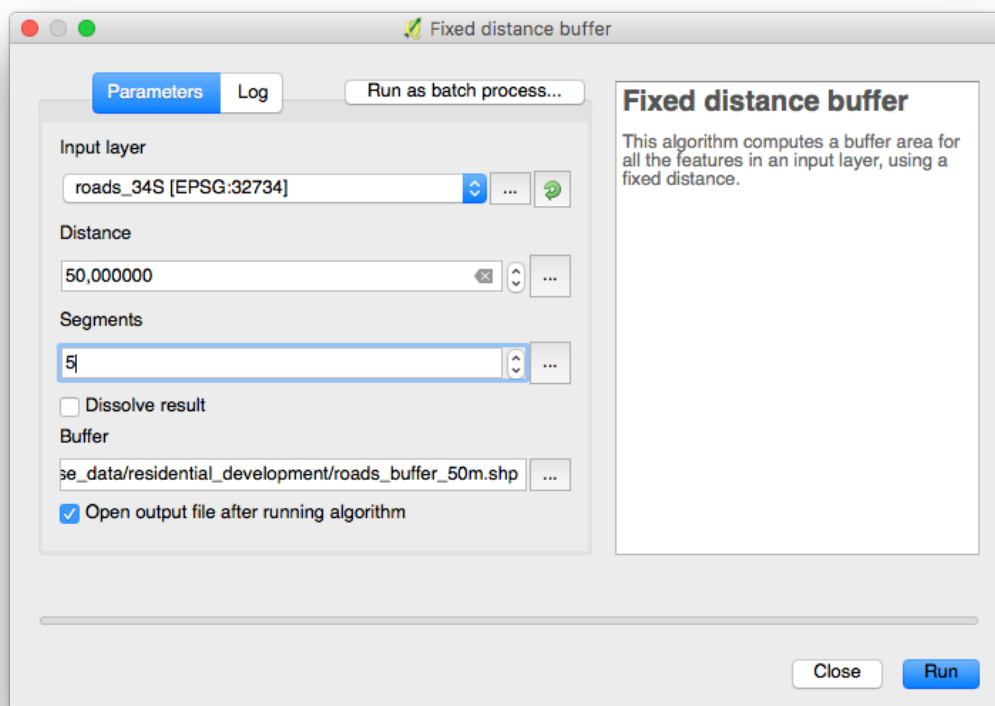 Fixed distance buffer
Parameters
Log
Run as batch process...
Input layer
roads_34S [EPSG:32734]
...
Distance
50,000000
...
Segments
5
...
Dissolve result
Buffer
se_data/residential_development/roads_buffer_50m.shp
...
Open output file after running algorithm
Fixed distance buffer
This algorithm computes a buffer area for
all the features in an input layer, using a
fixed distance.
Close
Run